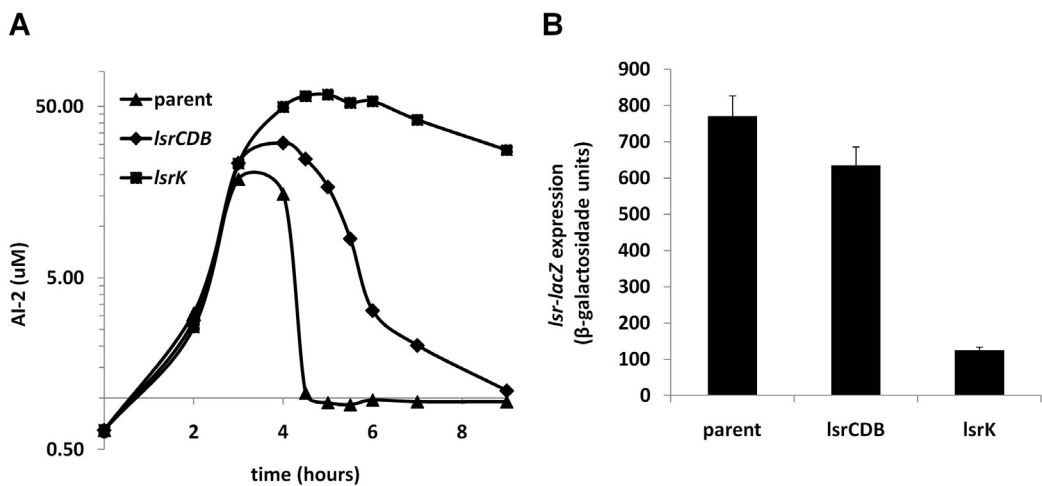 A
50.00
5.00
0.50
AI-2 (uM)
parent
lsrCDB
lsrK
2
4
6
8
time (hours)
B
900
800
700
600
500
400
300
200
100
0
lsr-lacZ expression
(β-galactosidade units)
parent
lsrCDB
lsrK